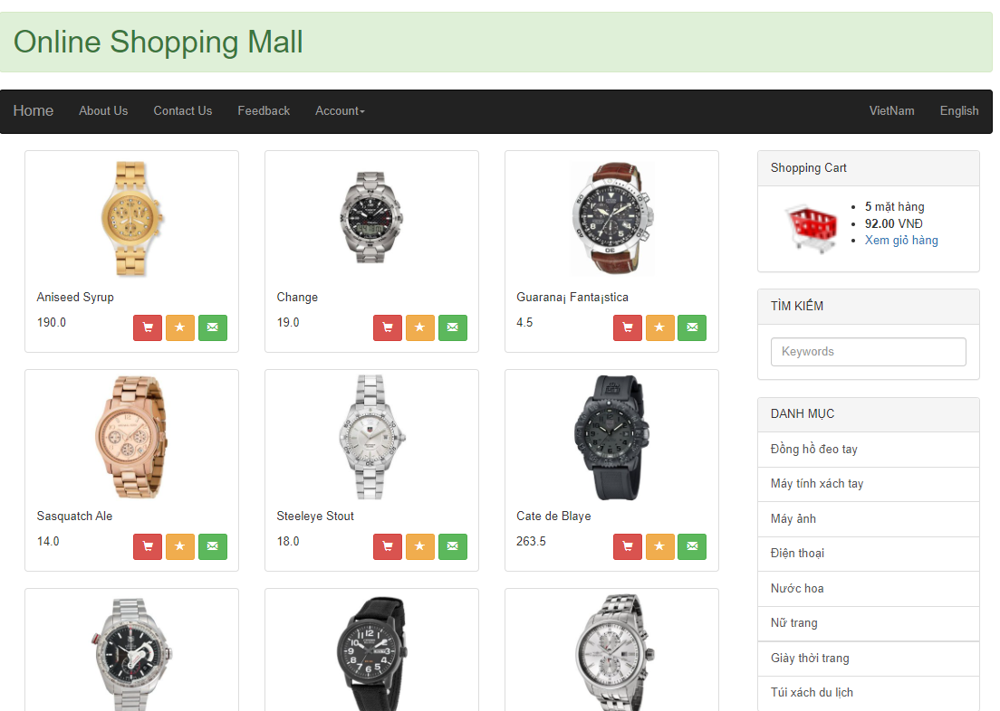 Online Shopping Mall
Home About Us Contact Us Feedback Account VietNam English
Aniseed Syrup
190.0
Change
19.0
Guarana¡ Fanta¡stica
4.5
Sasquatch Ale
14.0
Steeleye Stout
18.0
Cate de Blaye
263.5
Shopping Cart
5 mặt hàng
92.00 VNĐ
Xem giỏ hàng
TÌM KIẾM
Keywords
DANH MỤC
Đồng hồ đeo tay
Máy tính xách tay
Máy ảnh
Điện thoại
Nước hoa
Nữ trang
Giày thời trang
Túi xách du lịch